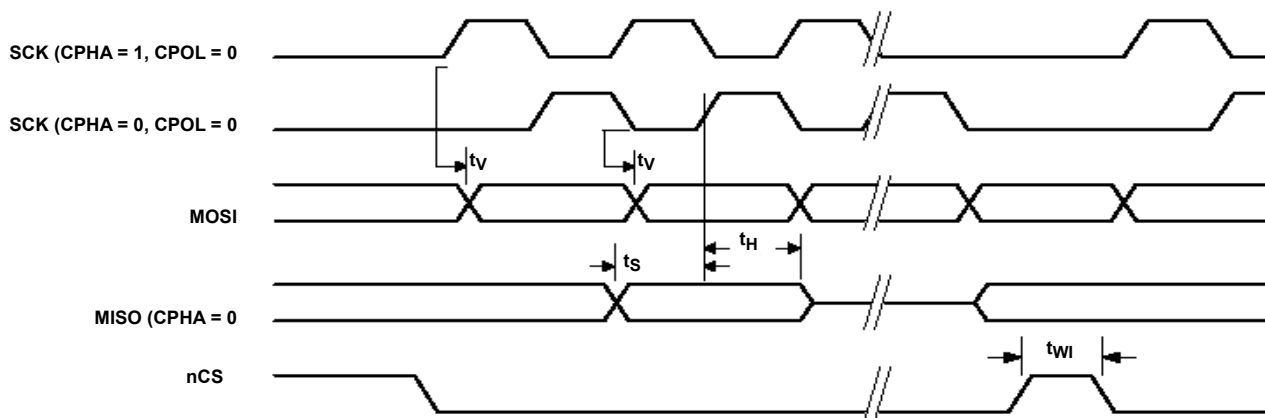 SCK (CPHA = 1, CPOL = 0
SCK (CPHA = 0, CPOL = 0
tV tV
MOSI
tH
tS
MISO (CPHA = 0
tWI
nCS